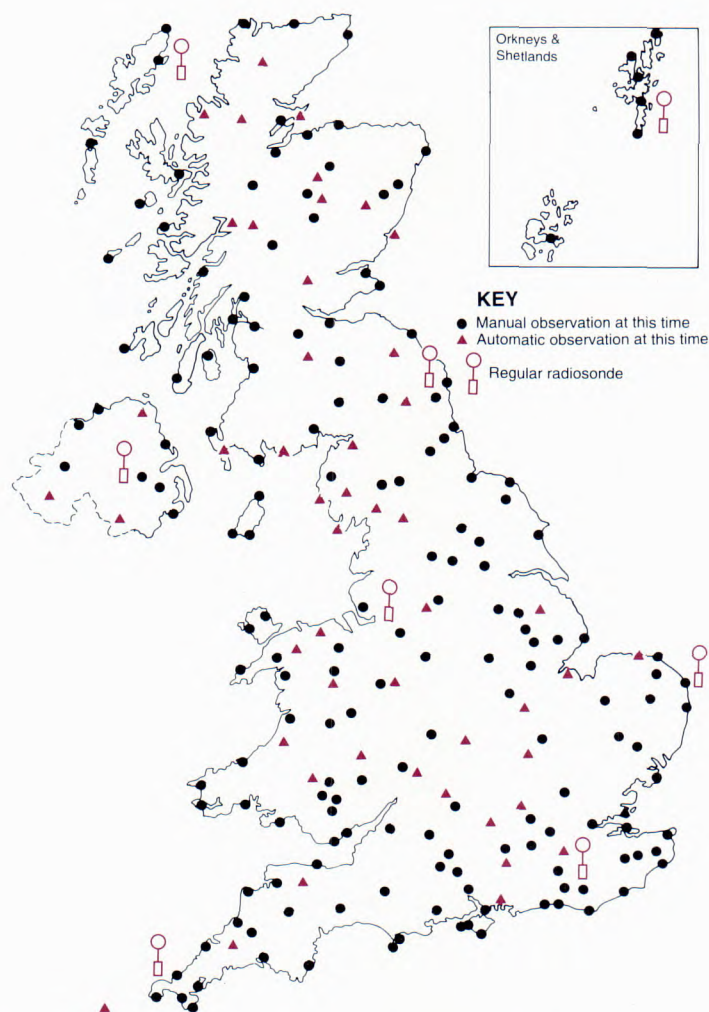 Orkneys &
Shetlands
KEY
Manual observation at this time
Automatic observation at this time
Regular radiosonde